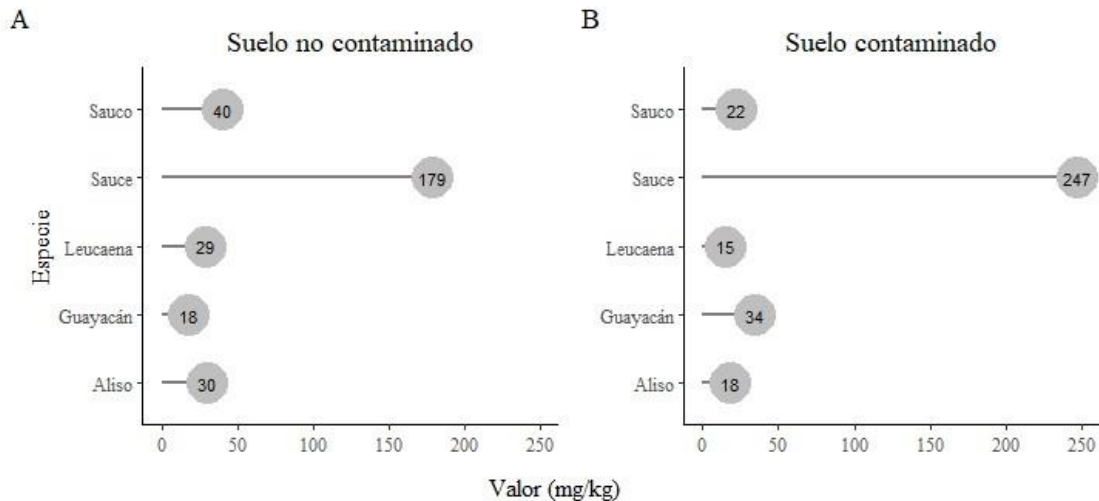 A
Suelo no contaminado
Especie
Sauco
40
Sauce
179
Leucaena
29
Guayacán
18
Aliso
30
0 50 100 150 200 250
B
Suelo contaminado
Sauco
22
Sauce
247
Leucaena
15
Guayacán
34
Aliso
18
0 50 100 150 200 250
Valor (mg/kg)